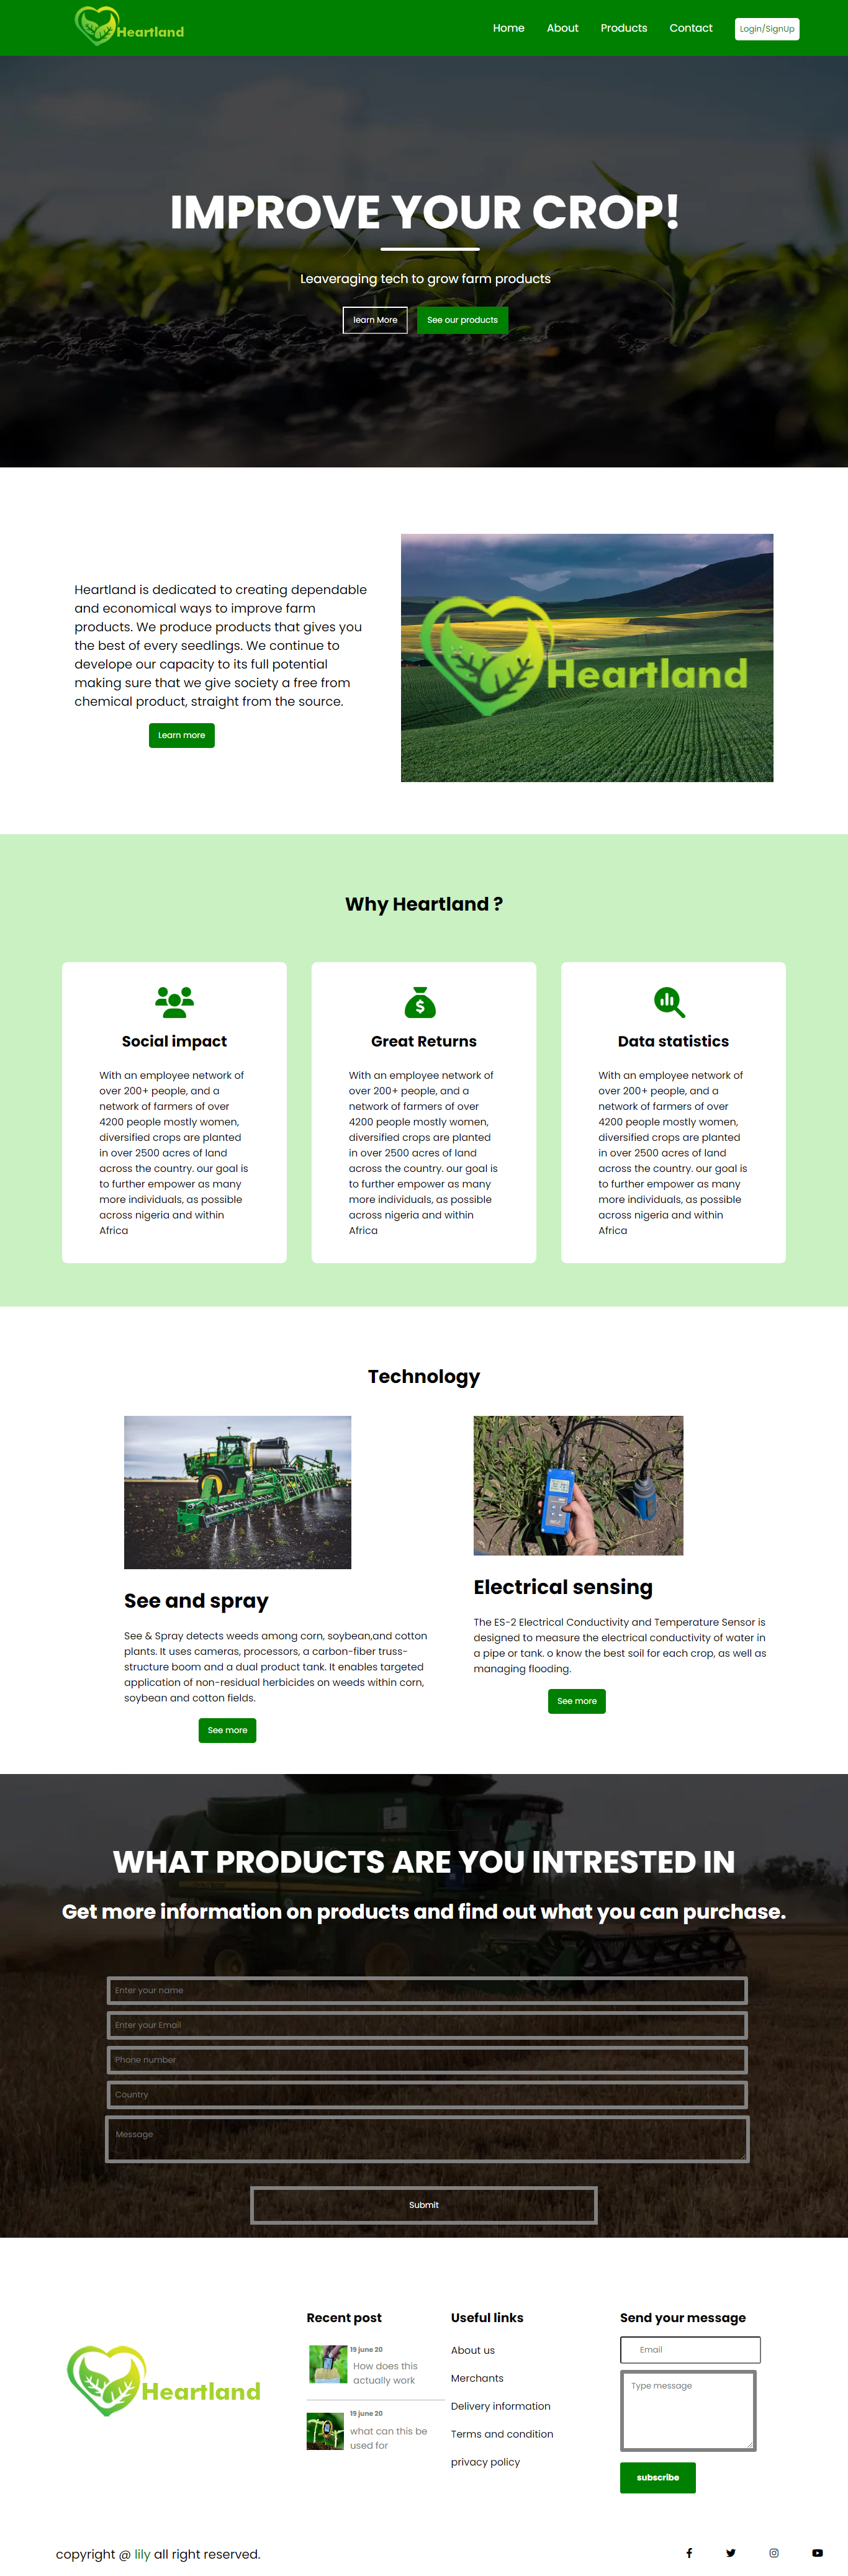 Heartland
Home About Products Contact Login/SignUp
IMPROVE YOUR CROP!
Leaveraging tech to grow farm products
learn More See our products
Heartland is dedicated to creating dependable
and economical ways to improve farm
products. We produce products that gives you
the best of every seedlings. We continue to
develope our capacity to its full potential
making sure that we give society a free from
chemical product, straight from the source.
Learn more
Heartland
Why Heartland ?
Social impact
With an employee network of
over 200+ people, and a
network of farmers of over
4200 people mostly women,
diversified crops are planted
in over 2500 acres of land
across the country. our goal is
to further empower as many
more individuals, as possible
across nigeria and within
Africa
Great Returns
With an employee network of
over 200+ people, and a
network of farmers of over
4200 people mostly women,
diversified crops are planted
in over 2500 acres of land
across the country. our goal is
to further empower as many
more individuals, as possible
across nigeria and within
Africa
Data statistics
With an employee network of
over 200+ people, and a
network of farmers of over
4200 people mostly women,
diversified crops are planted
in over 2500 acres of land
across the country. our goal is
to further empower as many
more individuals, as possible
across nigeria and within
Africa
Technology
See and spray
See & Spray detects weeds among corn, soybean,and cotton
plants. It uses cameras, processors, a carbon-fiber truss-
structure boom and a dual product tank. It enables targeted
application of non-residual herbicides on weeds within corn,
soybean and cotton fields.
See more
Electrical sensing
The ES-2 Electrical Conductivity and Temperature Sensor is
designed to measure the electrical conductivity of water in
a pipe or tank. o know the best soil for each crop, as well as
managing flooding.
See more
WHAT PRODUCTS ARE YOU INTRESTED IN
Get more information on products and find out what you can purchase.
Enter your name
Enter your Email
Phone number
Country
Message
Submit
Heartland
Recent post
19 june 20
How does this
actually work
19 june 20
what can this be
used for
Useful links
About us
Merchants
Delivery information
Terms and condition
privacy policy
Send your message
Email
Type message
subscribe
copyright @ lily all right reserved.